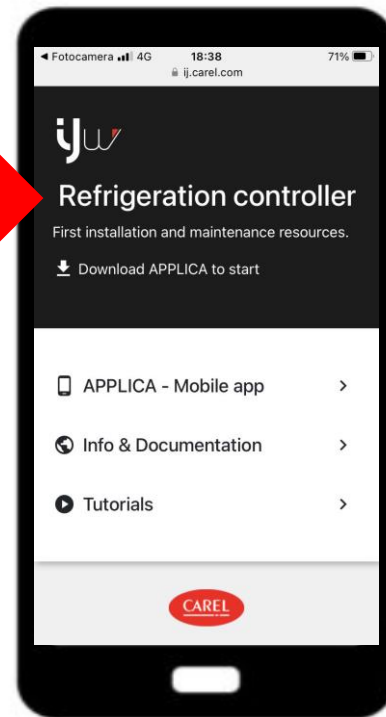 ◄ Fotocamera 4G 18:38 71%
ij.carel.com
ijw
Refrigeration controller
First installation and maintenance resources.
Download APPLICA to start
APPLICA - Mobile app >
Info & Documentation >
Tutorials >
CAREL